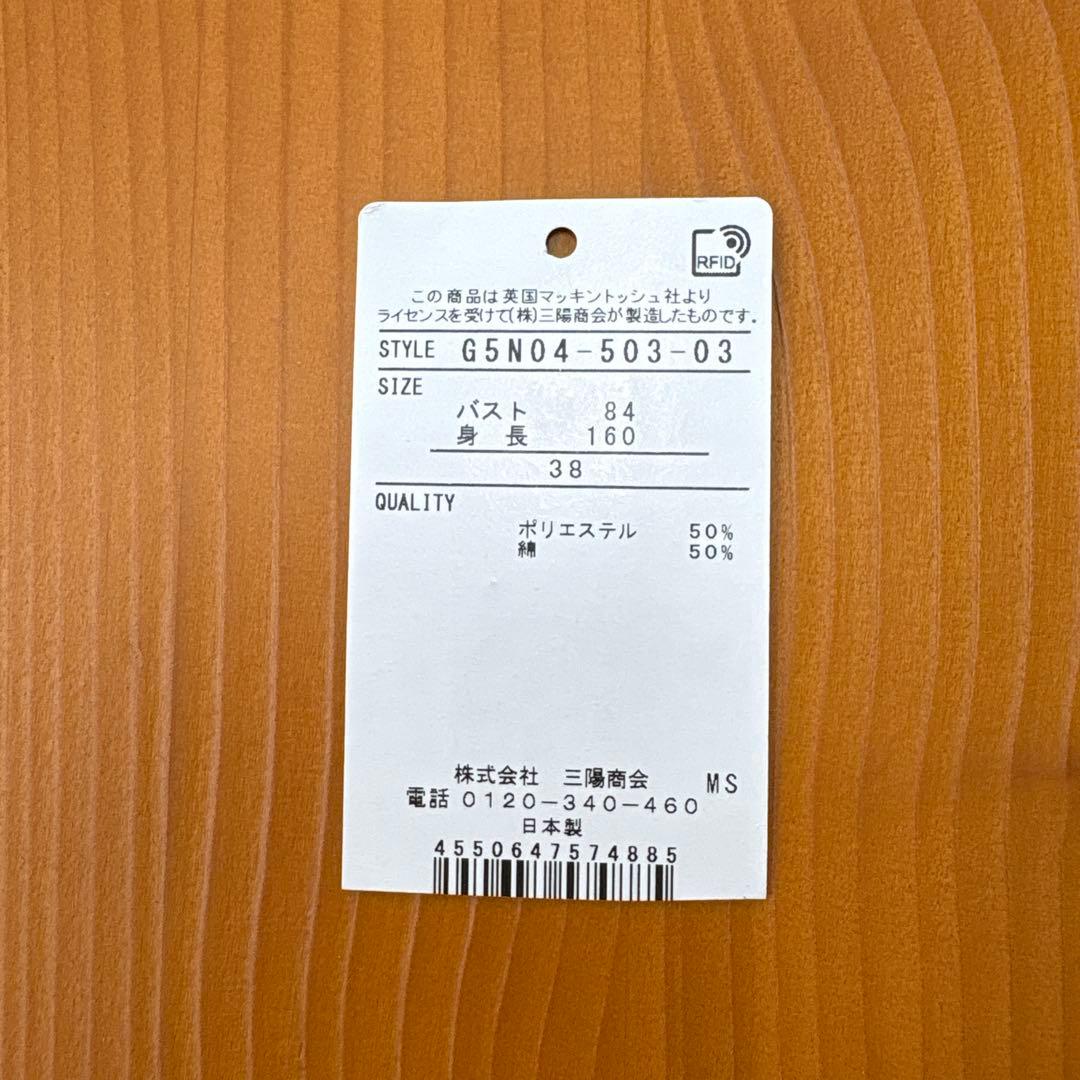 RFID
この商品は英国マッキントッシュ社より
ライセンスを受けて(株)三陽商会が製造したものです.
STYLE G5N04-503-03
SIZE
バスト 84
身長 160
38
QUALITY
ポリエステル 50%
綿 50%
株式会社 三陽商会 MS
電話 0120-340-460
日本製
4550647574885